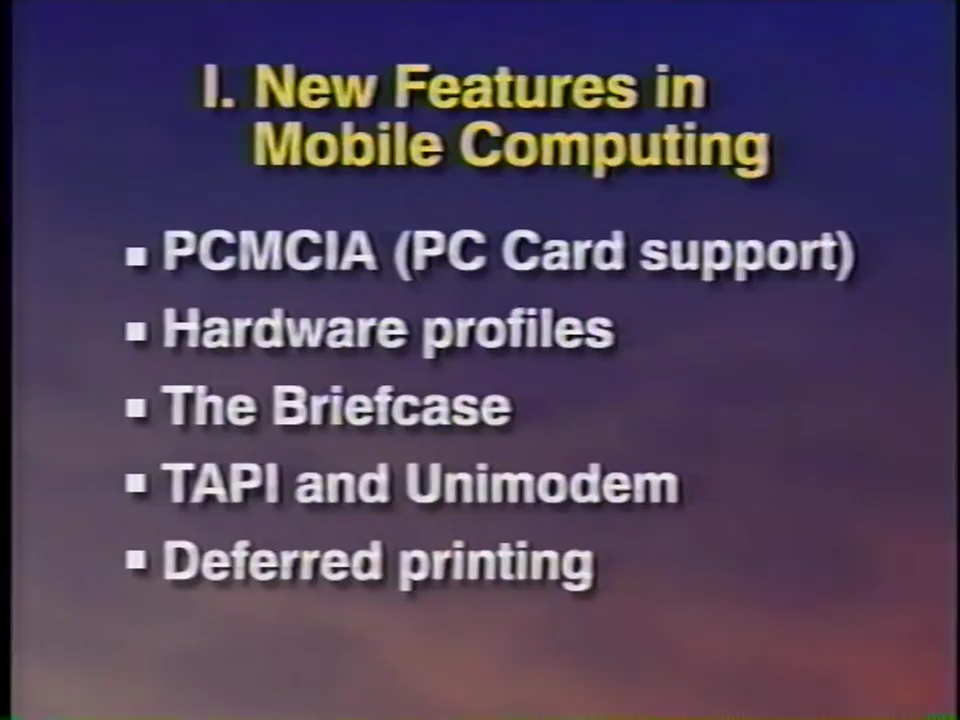 I. New Features in
Mobile Computing
▪ PCMCIA (PC Card support)
▪ Hardware profiles
▪ The Briefcase
▪ TAPI and Unimodem
▪ Deferred printing